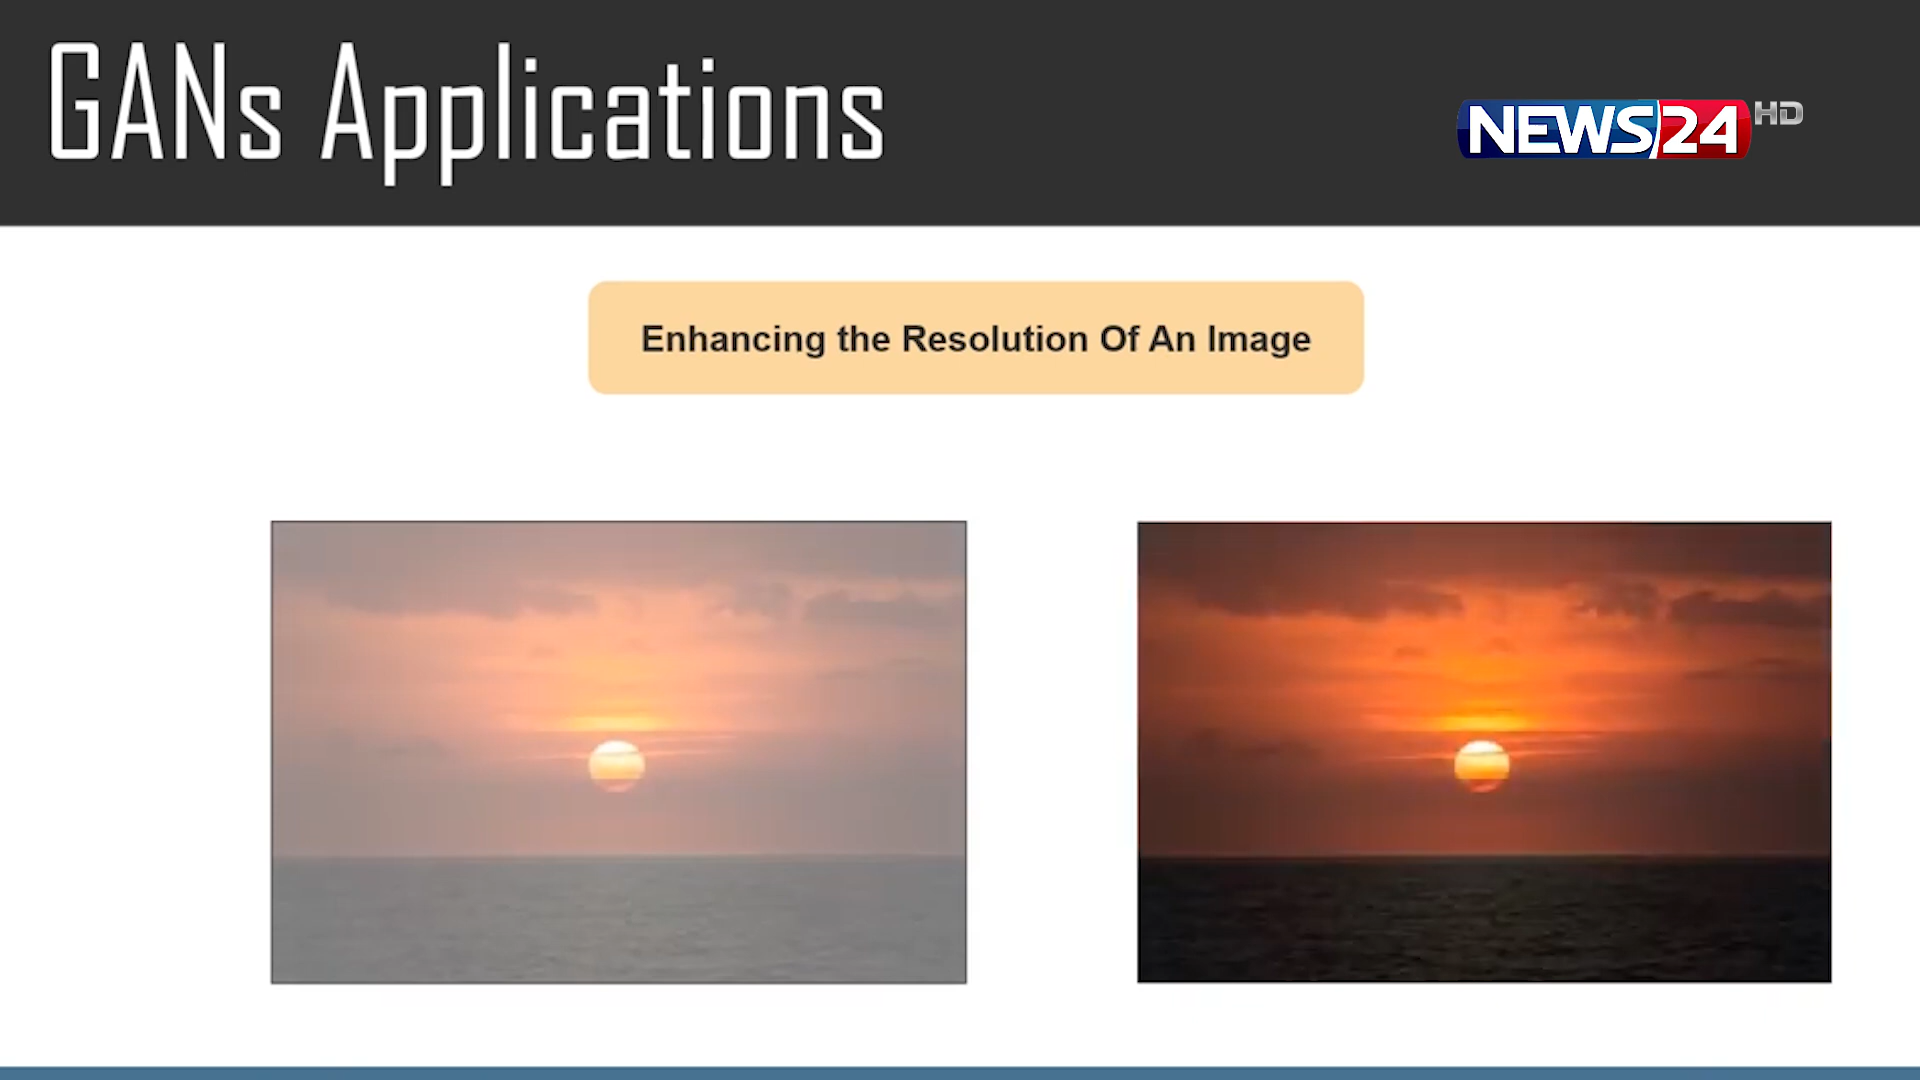 GANs Applications
NEWS24 HD
Enhancing the Resolution Of An Image